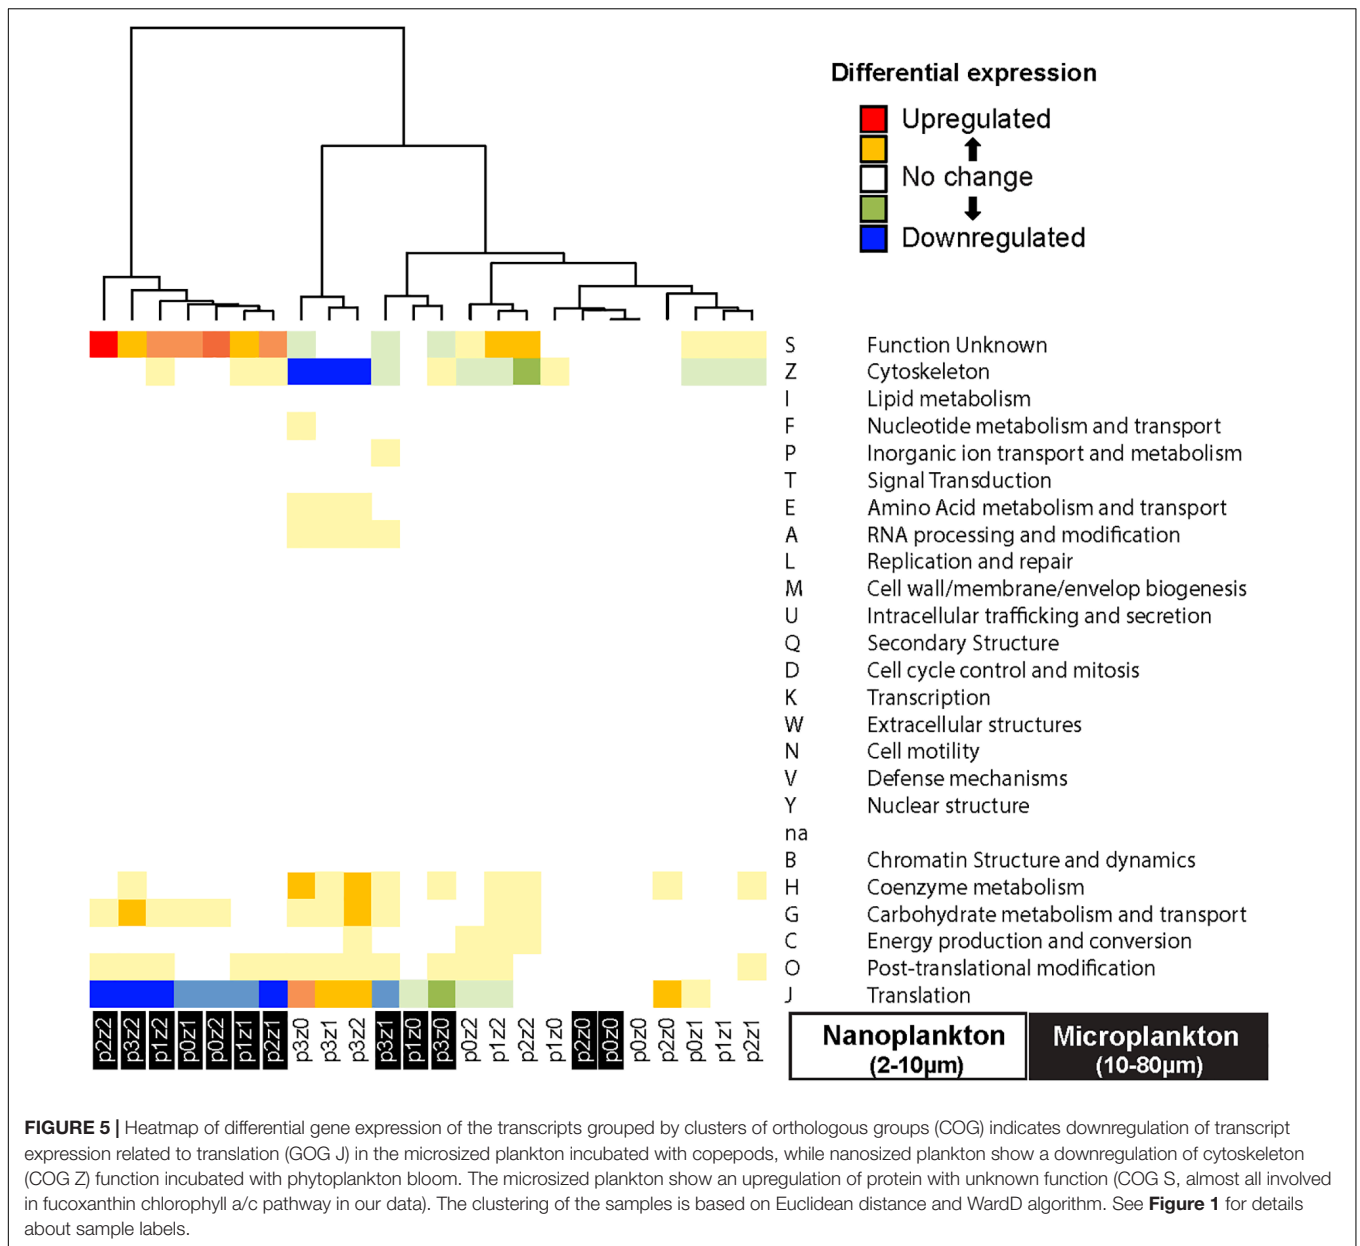 Differential expression
Upregulated
No change
Downregulated
S Function Unknown
Z Cytoskeleton
I Lipid metabolism
F Nucleotide metabolism and transport
P Inorganic ion transport and metabolism
T Signal Transduction
E Amino Acid metabolism and transport
A RNA processing and modification
L Replication and repair
M Cell wall/membrane/envelop biogenesis
U Intracellular trafficking and secretion
Q Secondary Structure
D Cell cycle control and mitosis
K Transcription
W Extracellular structures
N Cell motility
V Defense mechanisms
Y Nuclear structure
na
B Chromatin Structure and dynamics
H Coenzyme metabolism
G Carbohydrate metabolism and transport
C Energy production and conversion
O Post-translational modification
J Translation
p2z2 p3z2 p1z2 p0z1 p0z2 p1z1 p2z1 p3z0 p3z1 p3z2 p3z1 p1z0 p3z0 p0z2 p1z2 p2z2 p1z0 p2z0 p0z0 p0z0 p2z0 p0z1 p1z1 p2z1
Nanoplankton
(2-10µm)
Microplankton
(10-80µm)
FIGURE 5 | Heatmap of differential gene expression of the transcripts grouped by clusters of orthologous groups (COG) indicates downregulation of transcript
expression related to translation (GOG J) in the microsized plankton incubated with copepods, while nanosized plankton show a downregulation of cytoskeleton
(COG Z) function incubated with phytoplankton bloom. The microsized plankton show an upregulation of protein with unknown function (COG S, almost all involved
in fucoxanthin chlorophyll a/c pathway in our data). The clustering of the samples is based on Euclidean distance and WardD algorithm. See Figure 1 for details
about sample labels.